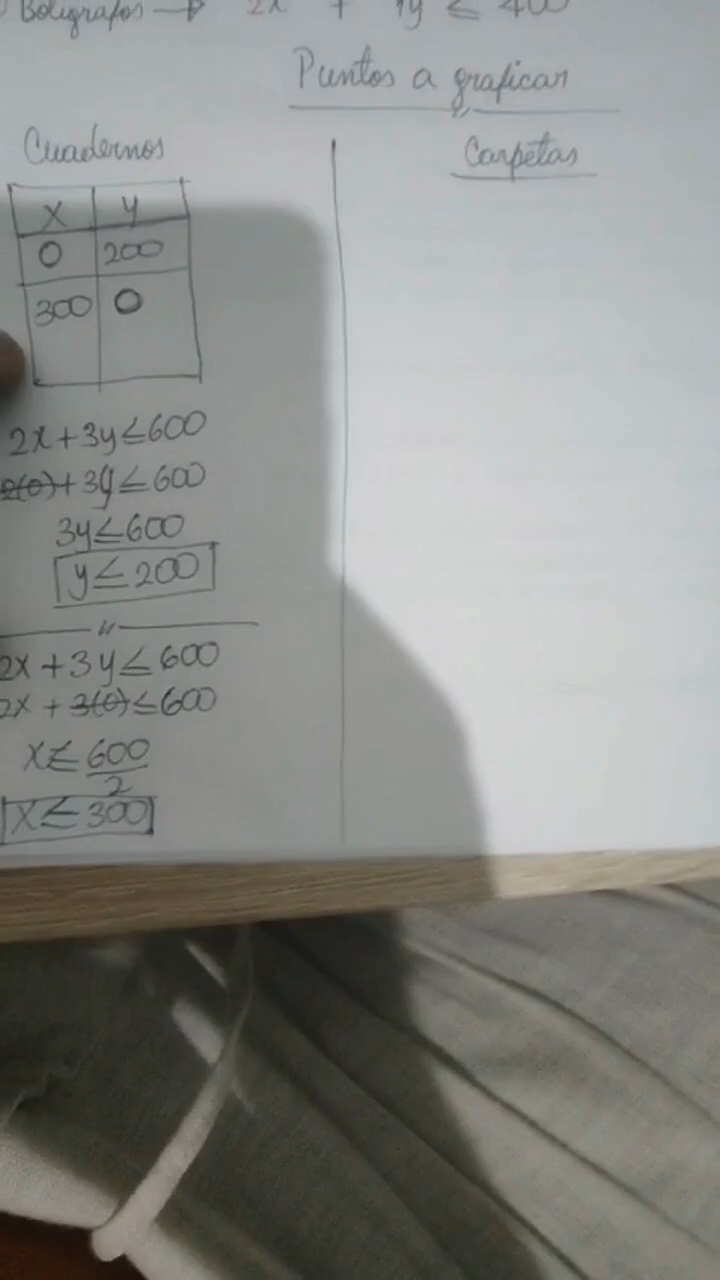 Boligrafos → 2x + 1y ≤ 400
Puntos a graficar
Cuadernos
x y
0 200
300 0
2x + 3y ≤ 600
2(0) + 3y ≤ 600
3y ≤ 600
y ≤ 200
2x + 3y ≤ 600
2x + 3(0) ≤ 600
x ≤ 600/2
x ≤ 300
Carpetas